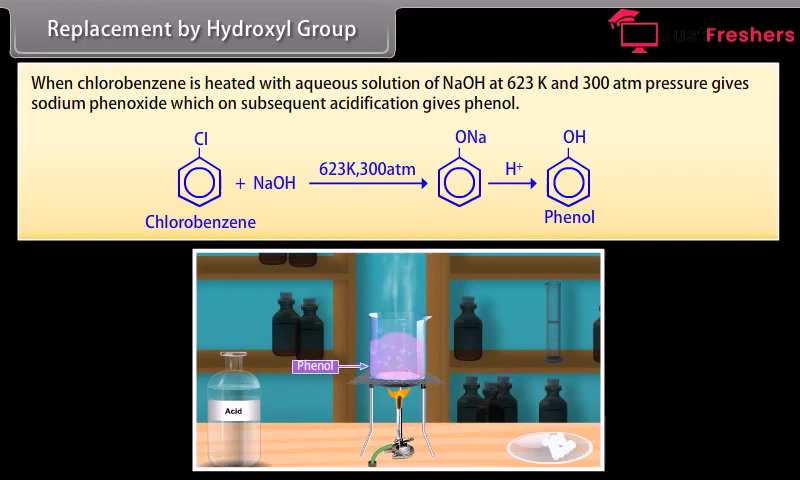 Replacement by Hydroxyl Group
JustFreshers
When chlorobenzene is heated with aqueous solution of NaOH at 623 K and 300 atm pressure gives
sodium phenoxide which on subsequent acidification gives phenol.
Cl
ONa
OH
+ NaOH
623K,300atm
H⁺
Chlorobenzene
Phenol
Phenol
Acid